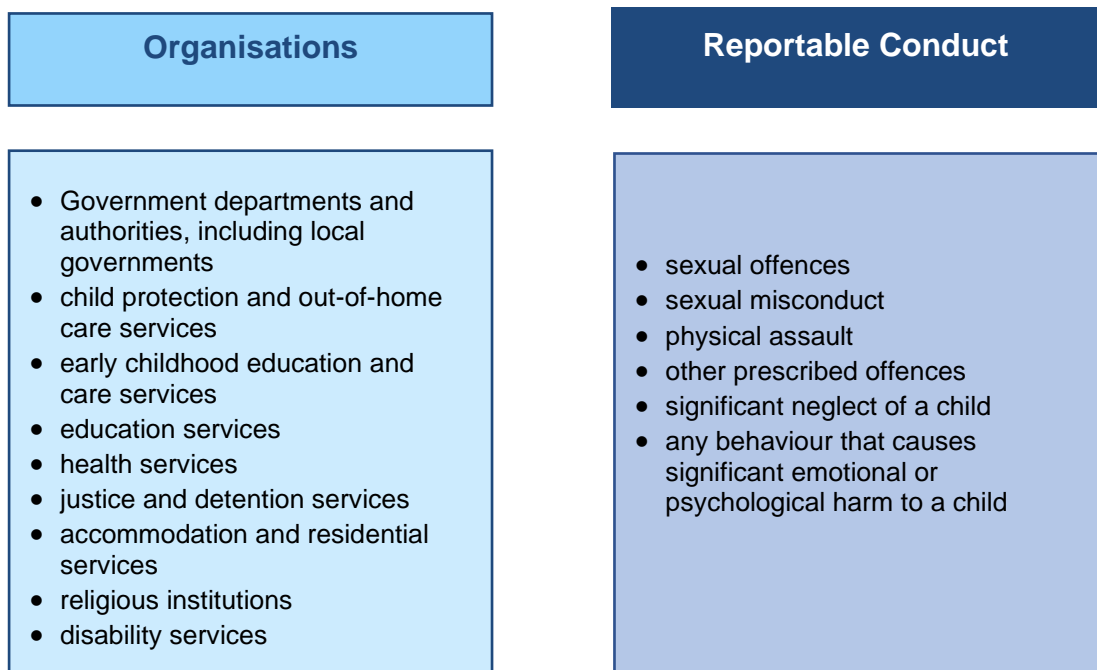 Organisations
• Government departments and
authorities, including local
governments
• child protection and out-of-home
care services
• early childhood education and
care services
• education services
• health services
• justice and detention services
• accommodation and residential
services
• religious institutions
• disability services
Reportable Conduct
• sexual offences
• sexual misconduct
• physical assault
• other prescribed offences
• significant neglect of a child
• any behaviour that causes
significant emotional or
psychological harm to a child